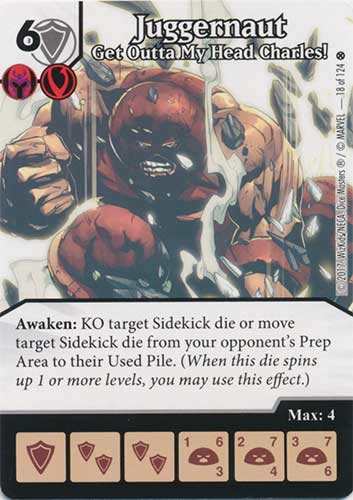 6
Juggernaut
Get Outta My Head Charles!
Awaken: KO target Sidekick die or move
target Sidekick die from your opponent's Prep
Area to their Used Pile. (When this die spins
up 1 or more levels, you may use this effect.)
Max: 4
1 6 3
2 7 6
3 7 6
© 2017 WizKids/NECA. Dice Masters ® / © MARVEL — 18 of 124